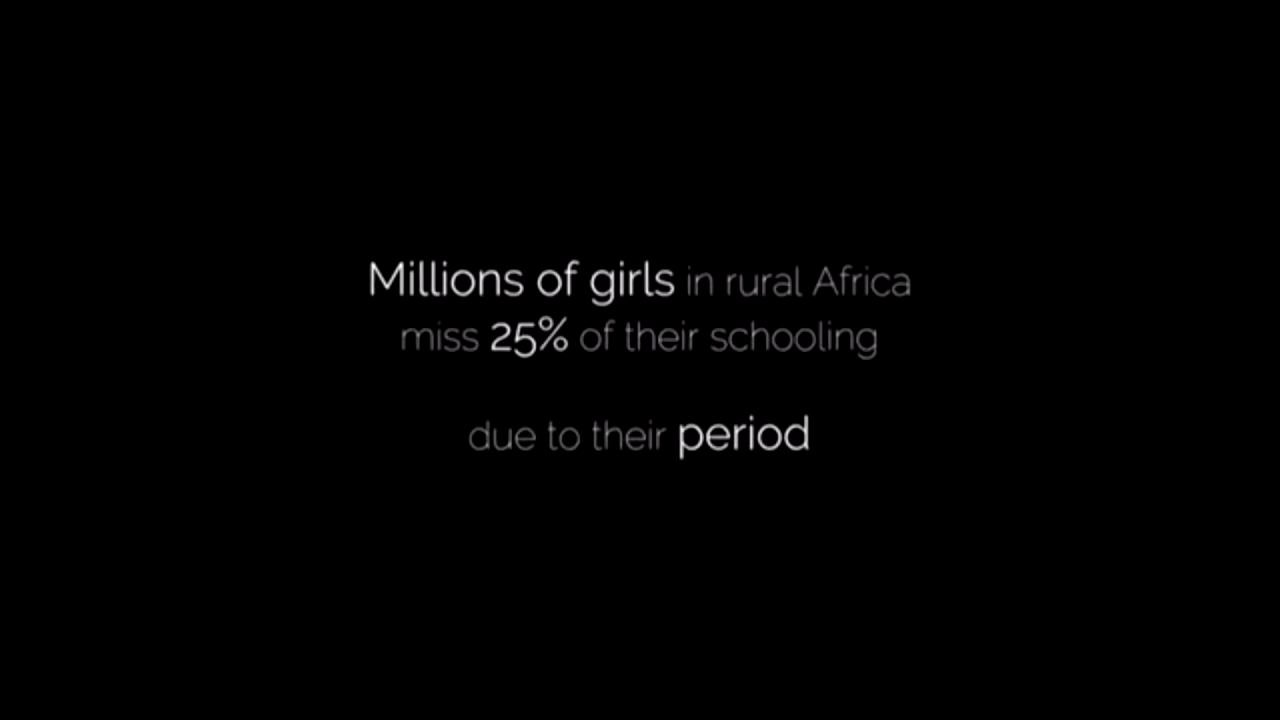 Millions of girls in rural Africa
miss 25% of their schooling
due to their period